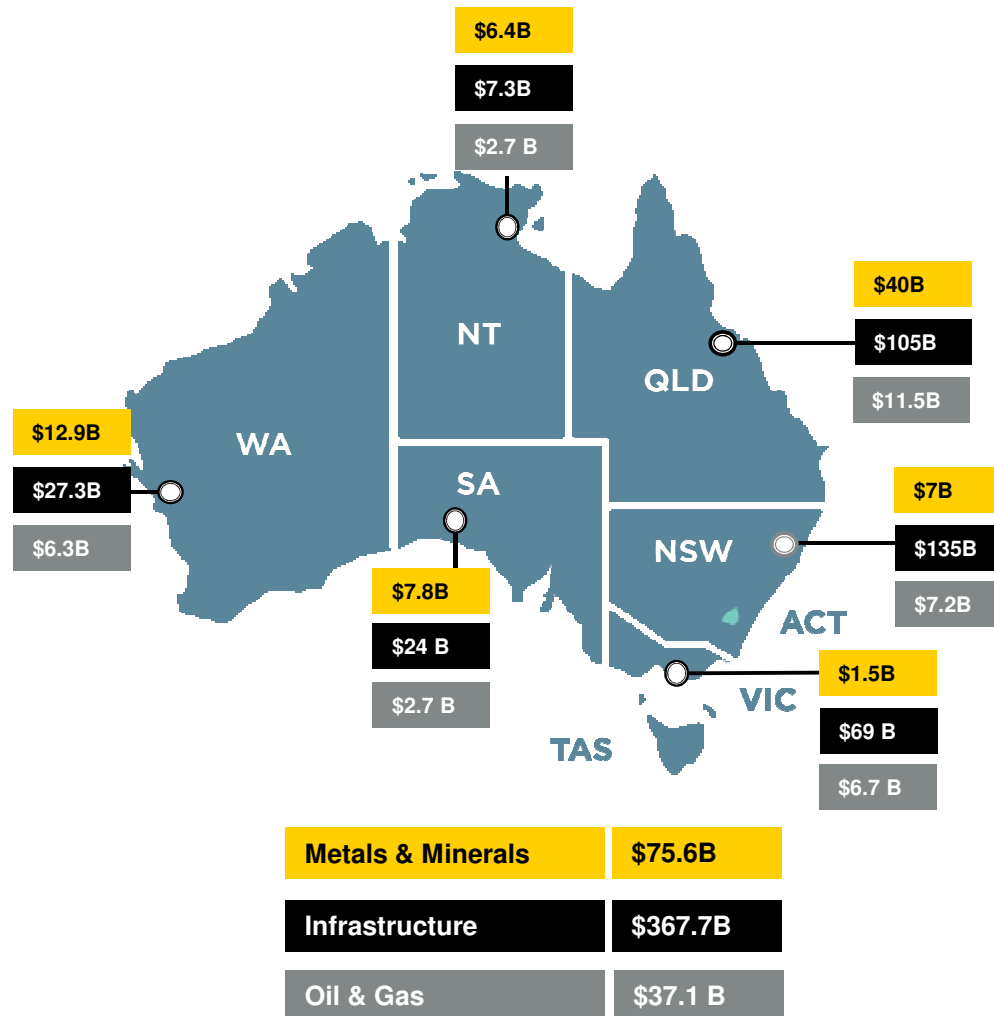 $6.4B
$7.3B
$2.7 B
NT
QLD
$40B
$105B
$11.5B
WA
$12.9B
$27.3B
$6.3B
SA
$7.8B
$24 B
$2.7 B
NSW
$7B
$135B
$7.2B
ACT
VIC
$1.5B
$69 B
$6.7 B
TAS
Metals & Minerals $75.6B
Infrastructure $367.7B
Oil & Gas $37.1 B